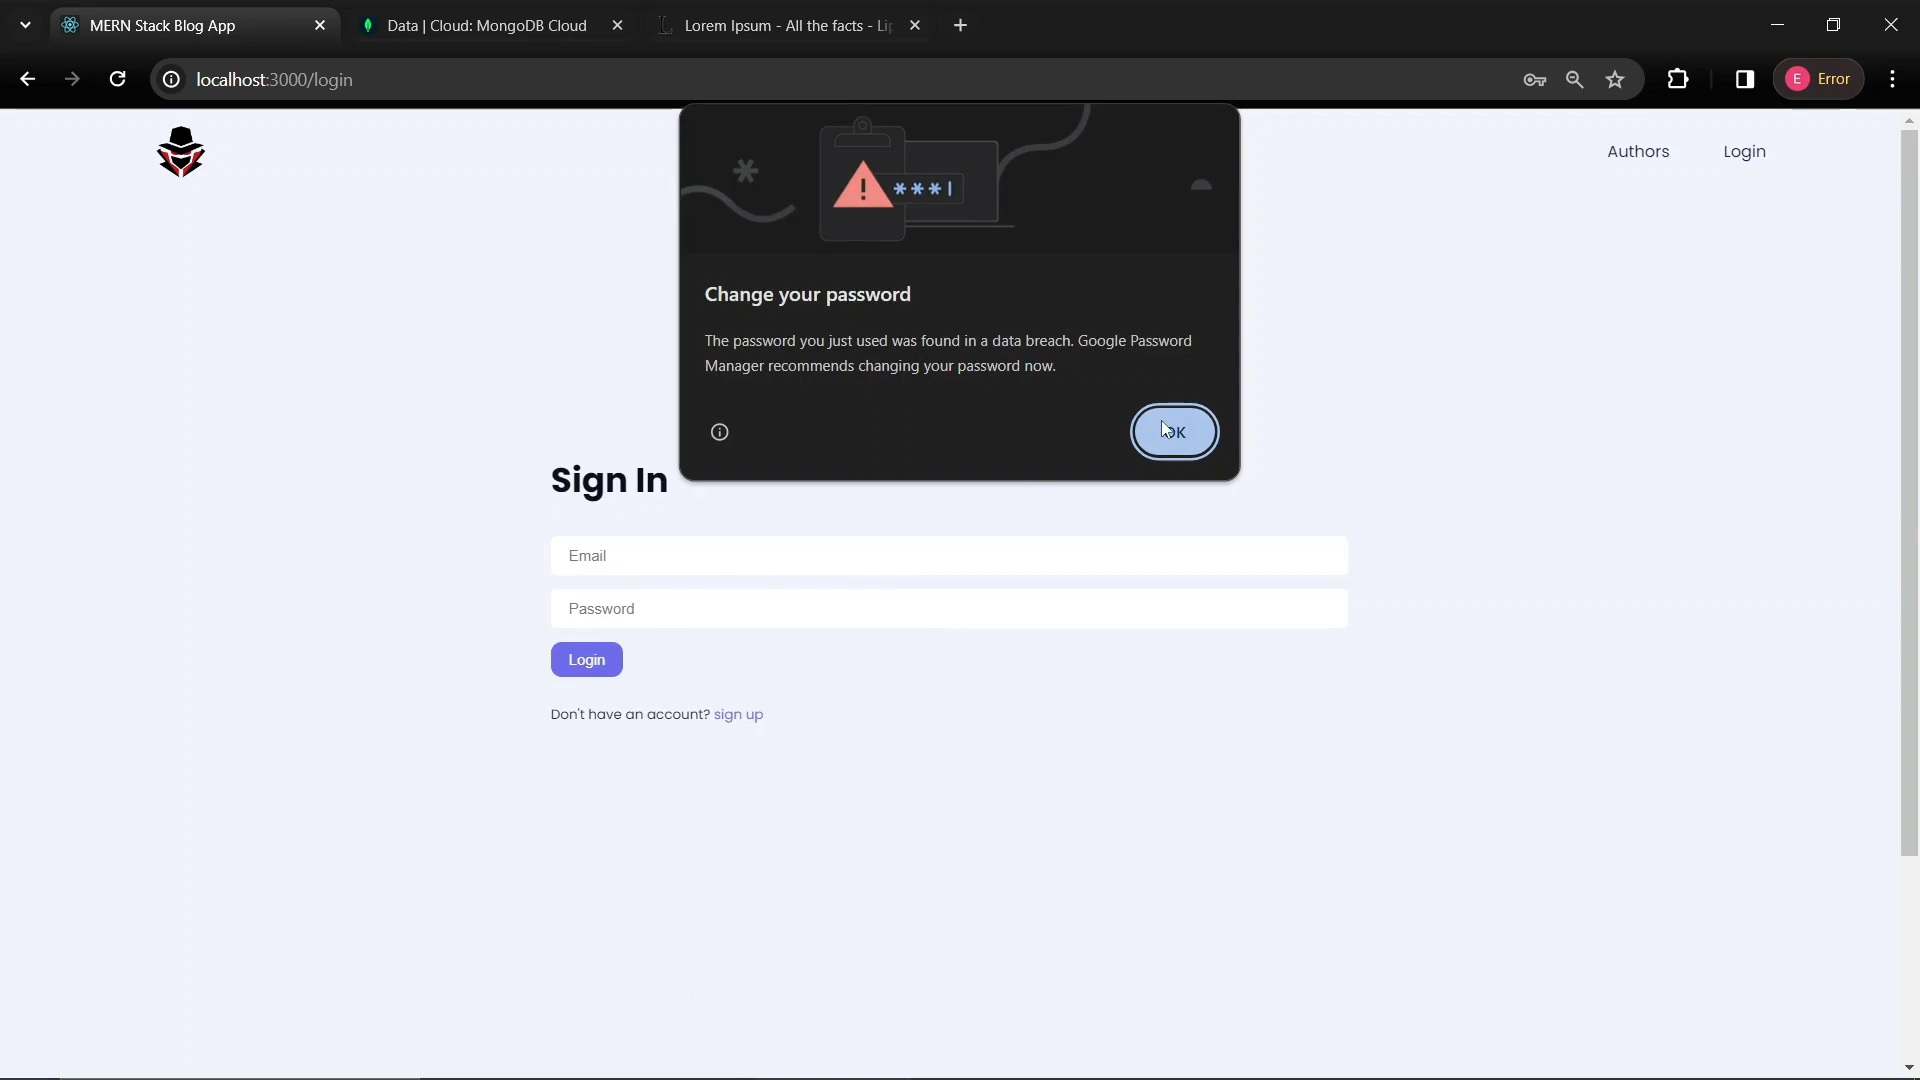 MERN Stack Blog App
Data | Cloud: MongoDB Cloud
Lorem Ipsum - All the facts - Li
localhost:3000/login
E Error
Authors
Login
***|
Change your password
The password you just used was found in a data breach. Google Password
Manager recommends changing your password now.
OK
Sign In
Email
Password
Login
Don't have an account? sign up